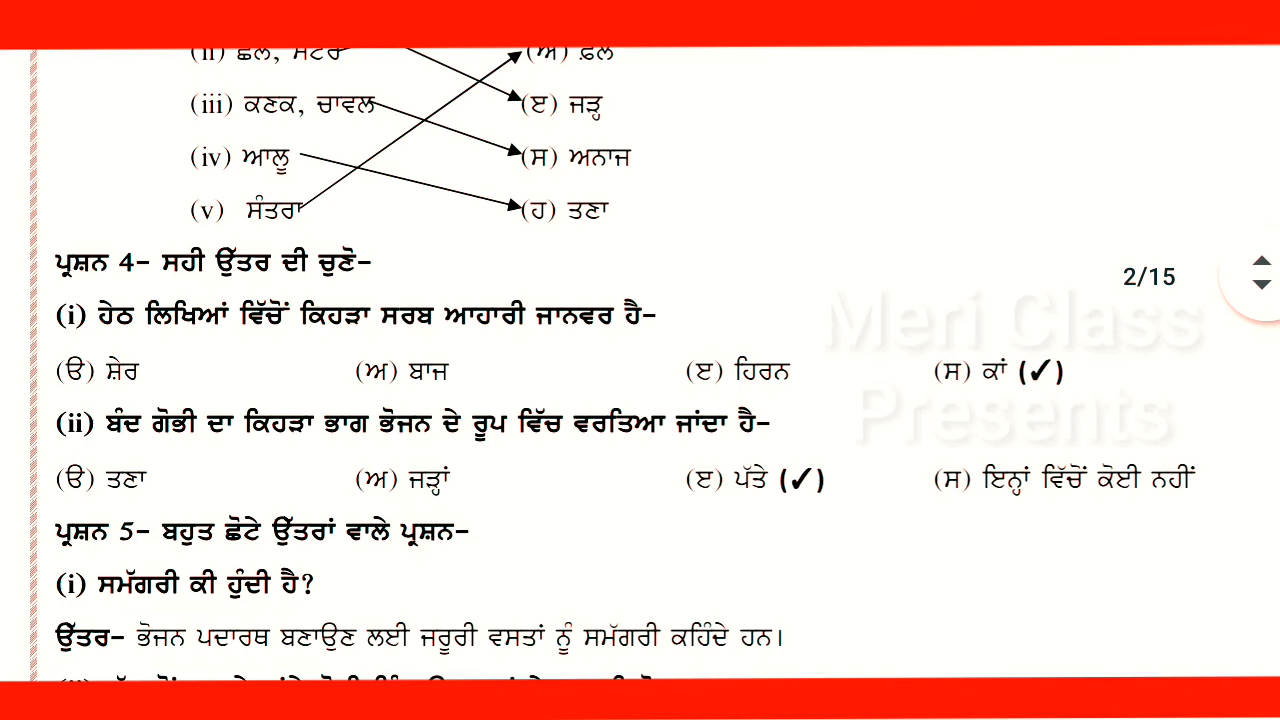 (ii) ਛੋਲੇ, ਮਟਰ (ਅ) ਫ਼ਲ
(iii) ਕਣਕ, ਚਾਵਲ (ੲ) ਜੜ੍ਹ
(iv) ਆਲੂ (ਸ) ਅਨਾਜ
(v) ਸੰਤਰਾ (ਹ) ਤਣਾ
ਪ੍ਰਸ਼ਨ 4- ਸਹੀ ਉੱਤਰ ਦੀ ਚੁਣੋ-
2/15
(i) ਹੇਠ ਲਿਖਿਆਂ ਵਿੱਚੋਂ ਕਿਹੜਾ ਸਰਬ ਆਹਾਰੀ ਜਾਨਵਰ ਹੈ-
Meri Class
(ੳ) ਸ਼ੇਰ (ਅ) ਬਾਜ (ੲ) ਹਿਰਨ (ਸ) ਕਾਂ (✓)
Presents
(ii) ਬੰਦ ਗੋਭੀ ਦਾ ਕਿਹੜਾ ਭਾਗ ਭੋਜਨ ਦੇ ਰੂਪ ਵਿੱਚ ਵਰਤਿਆ ਜਾਂਦਾ ਹੈ-
(ੳ) ਤਣਾ (ਅ) ਜੜ੍ਹਾਂ (ੲ) ਪੱਤੇ (✓) (ਸ) ਇਨ੍ਹਾਂ ਵਿੱਚੋਂ ਕੋਈ ਨਹੀਂ
ਪ੍ਰਸ਼ਨ 5- ਬਹੁਤ ਛੋਟੇ ਉੱਤਰਾਂ ਵਾਲੇ ਪ੍ਰਸ਼ਨ-
(i) ਸਮੱਗਰੀ ਕੀ ਹੁੰਦੀ ਹੈ?
ਉੱਤਰ- ਭੋਜਨ ਪਦਾਰਥ ਬਣਾਉਣ ਲਈ ਜਰੂਰੀ ਵਸਤਾਂ ਨੂੰ ਸਮੱਗਰੀ ਕਹਿੰਦੇ ਹਨ।